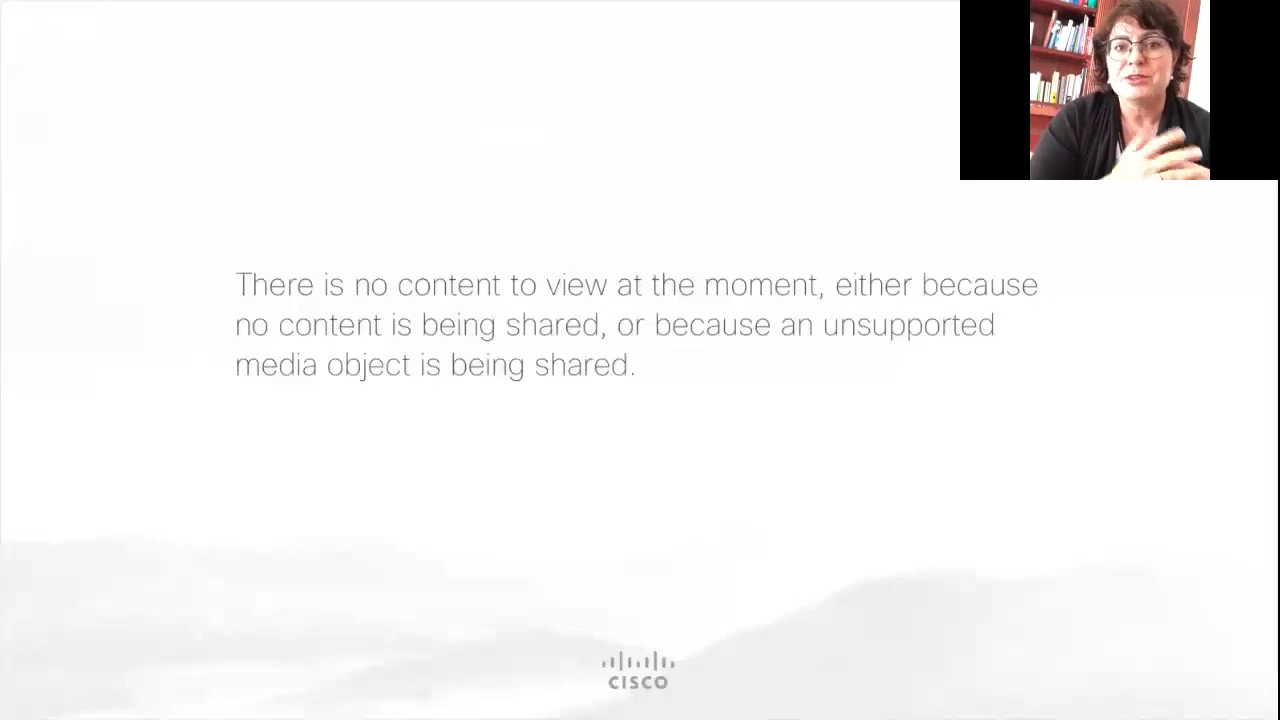 There is no content to view at the moment, either because
no content is being shared, or because an unsupported
media object is being shared.
CISCO